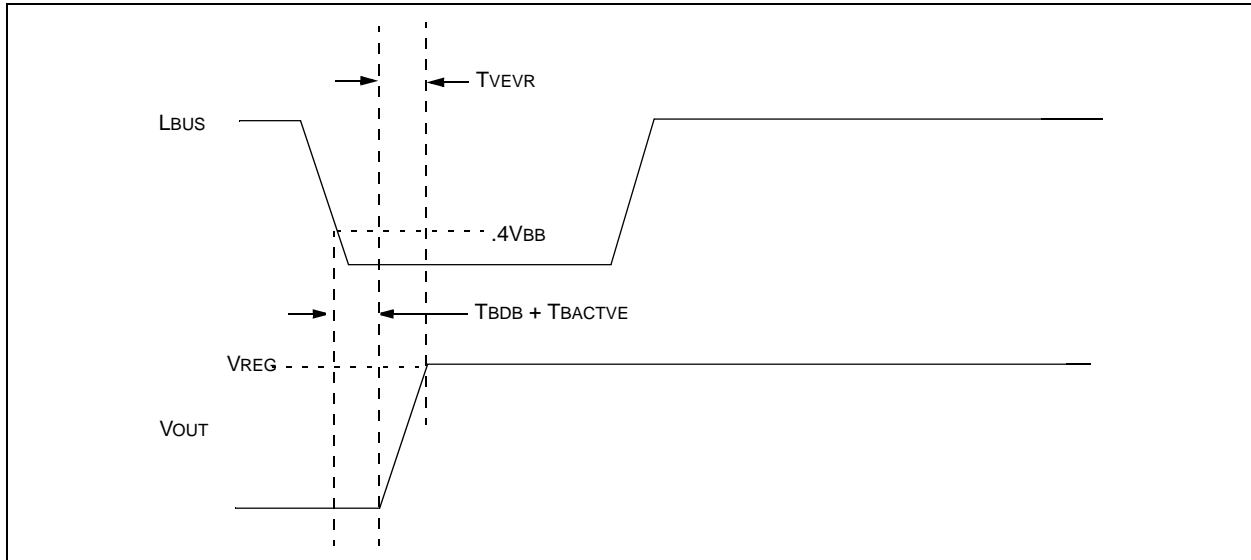 TVEVR
LBUS
.4VBB
TBDB + TBACTVE
VREG
VOUT